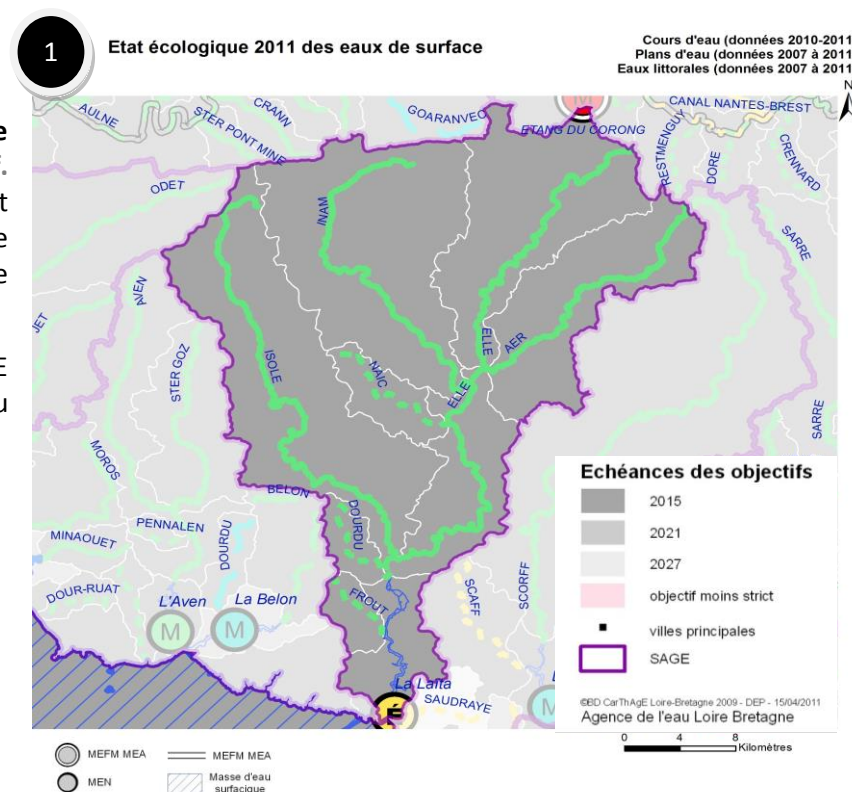 1
Etat écologique 2011 des eaux de surface
Cours d'eau (données 2010-2011
Plans d'eau (données 2007 à 2011
Eaux littorales (données 2007 à 2011
N
e
f.
t
e
e
E
u
AULNE
STER PONT MINE
CRANN
GOARANVEC
M
ETANG DU CORONG
CANAL NANTES-BREST
RESTMENGUY
DORE
CRENNARD
ODET
INAM
SARRE
AVEN
JET
STER GOZ
ISOLE
NAIC
ELLE
AER
ELLE
SARRE
MOROS
BELON
DOURDU
PENNALEN
MINAOUET
DOURDU
DOUR-RUAT
L'Aven
La Belon
M
M
FROUT
SCAFF
SCORFF
La Laïta
É
SAUDRAYE
M
Echéances des objectifs
2015
2021
2027
objectif moins strict
villes principales
SAGE
©BD CarThAgE Loire-Bretagne 2009 - DEP - 15/04/2011
Agence de l'eau Loire Bretagne
0 4 8
Kilomètres
MEFM MEA
MEFM MEA
MEN
Masse d'eau
surfacique